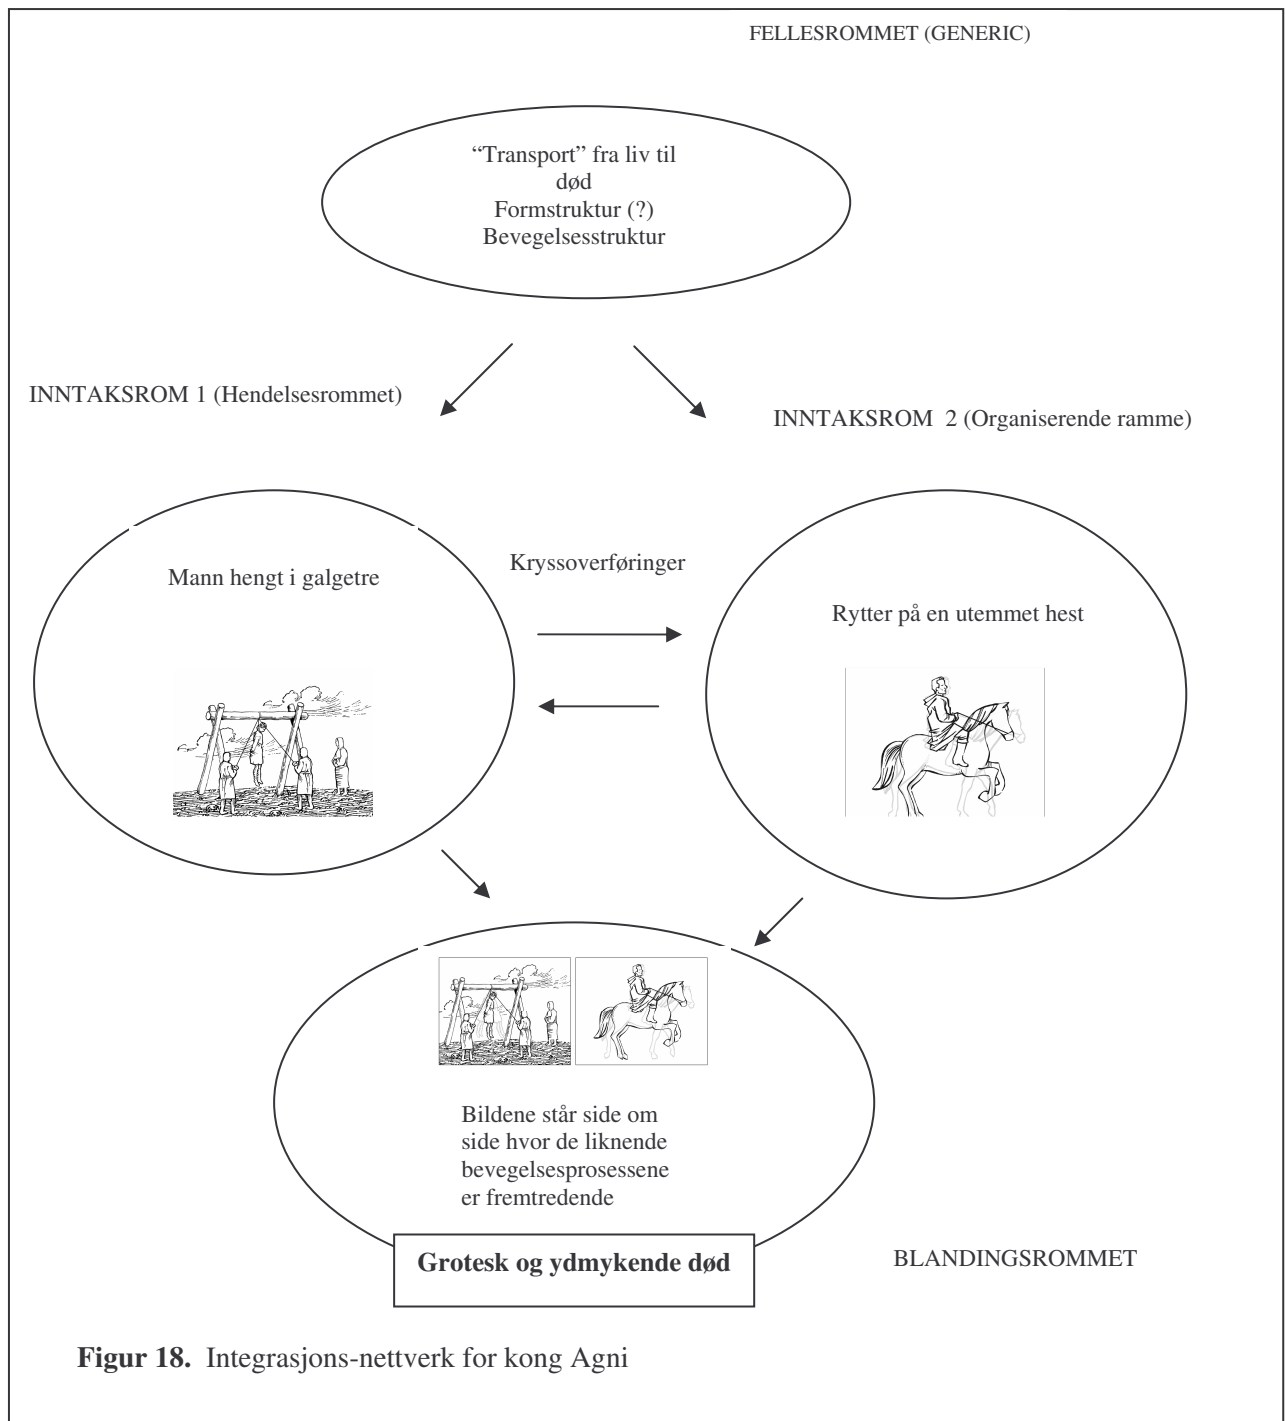 FELLESROMMET (GENERIC)
“Transport” fra liv til
død
Formstruktur (?)
Bevegelsesstruktur
INNTAKSROM 1 (Hendelsesrommet)
INNTAKSROM  2 (Organiserende ramme)
Mann hengt i galgetre
Kryssoverføringer
Rytter på en utemmet hest
Bildene står side om
side hvor de liknende
bevegelsesprosessene
er fremtredende
Grotesk og ydmykende død
BLANDINGSROMMET
Figur 18.  Integrasjons-nettverk for kong Agni